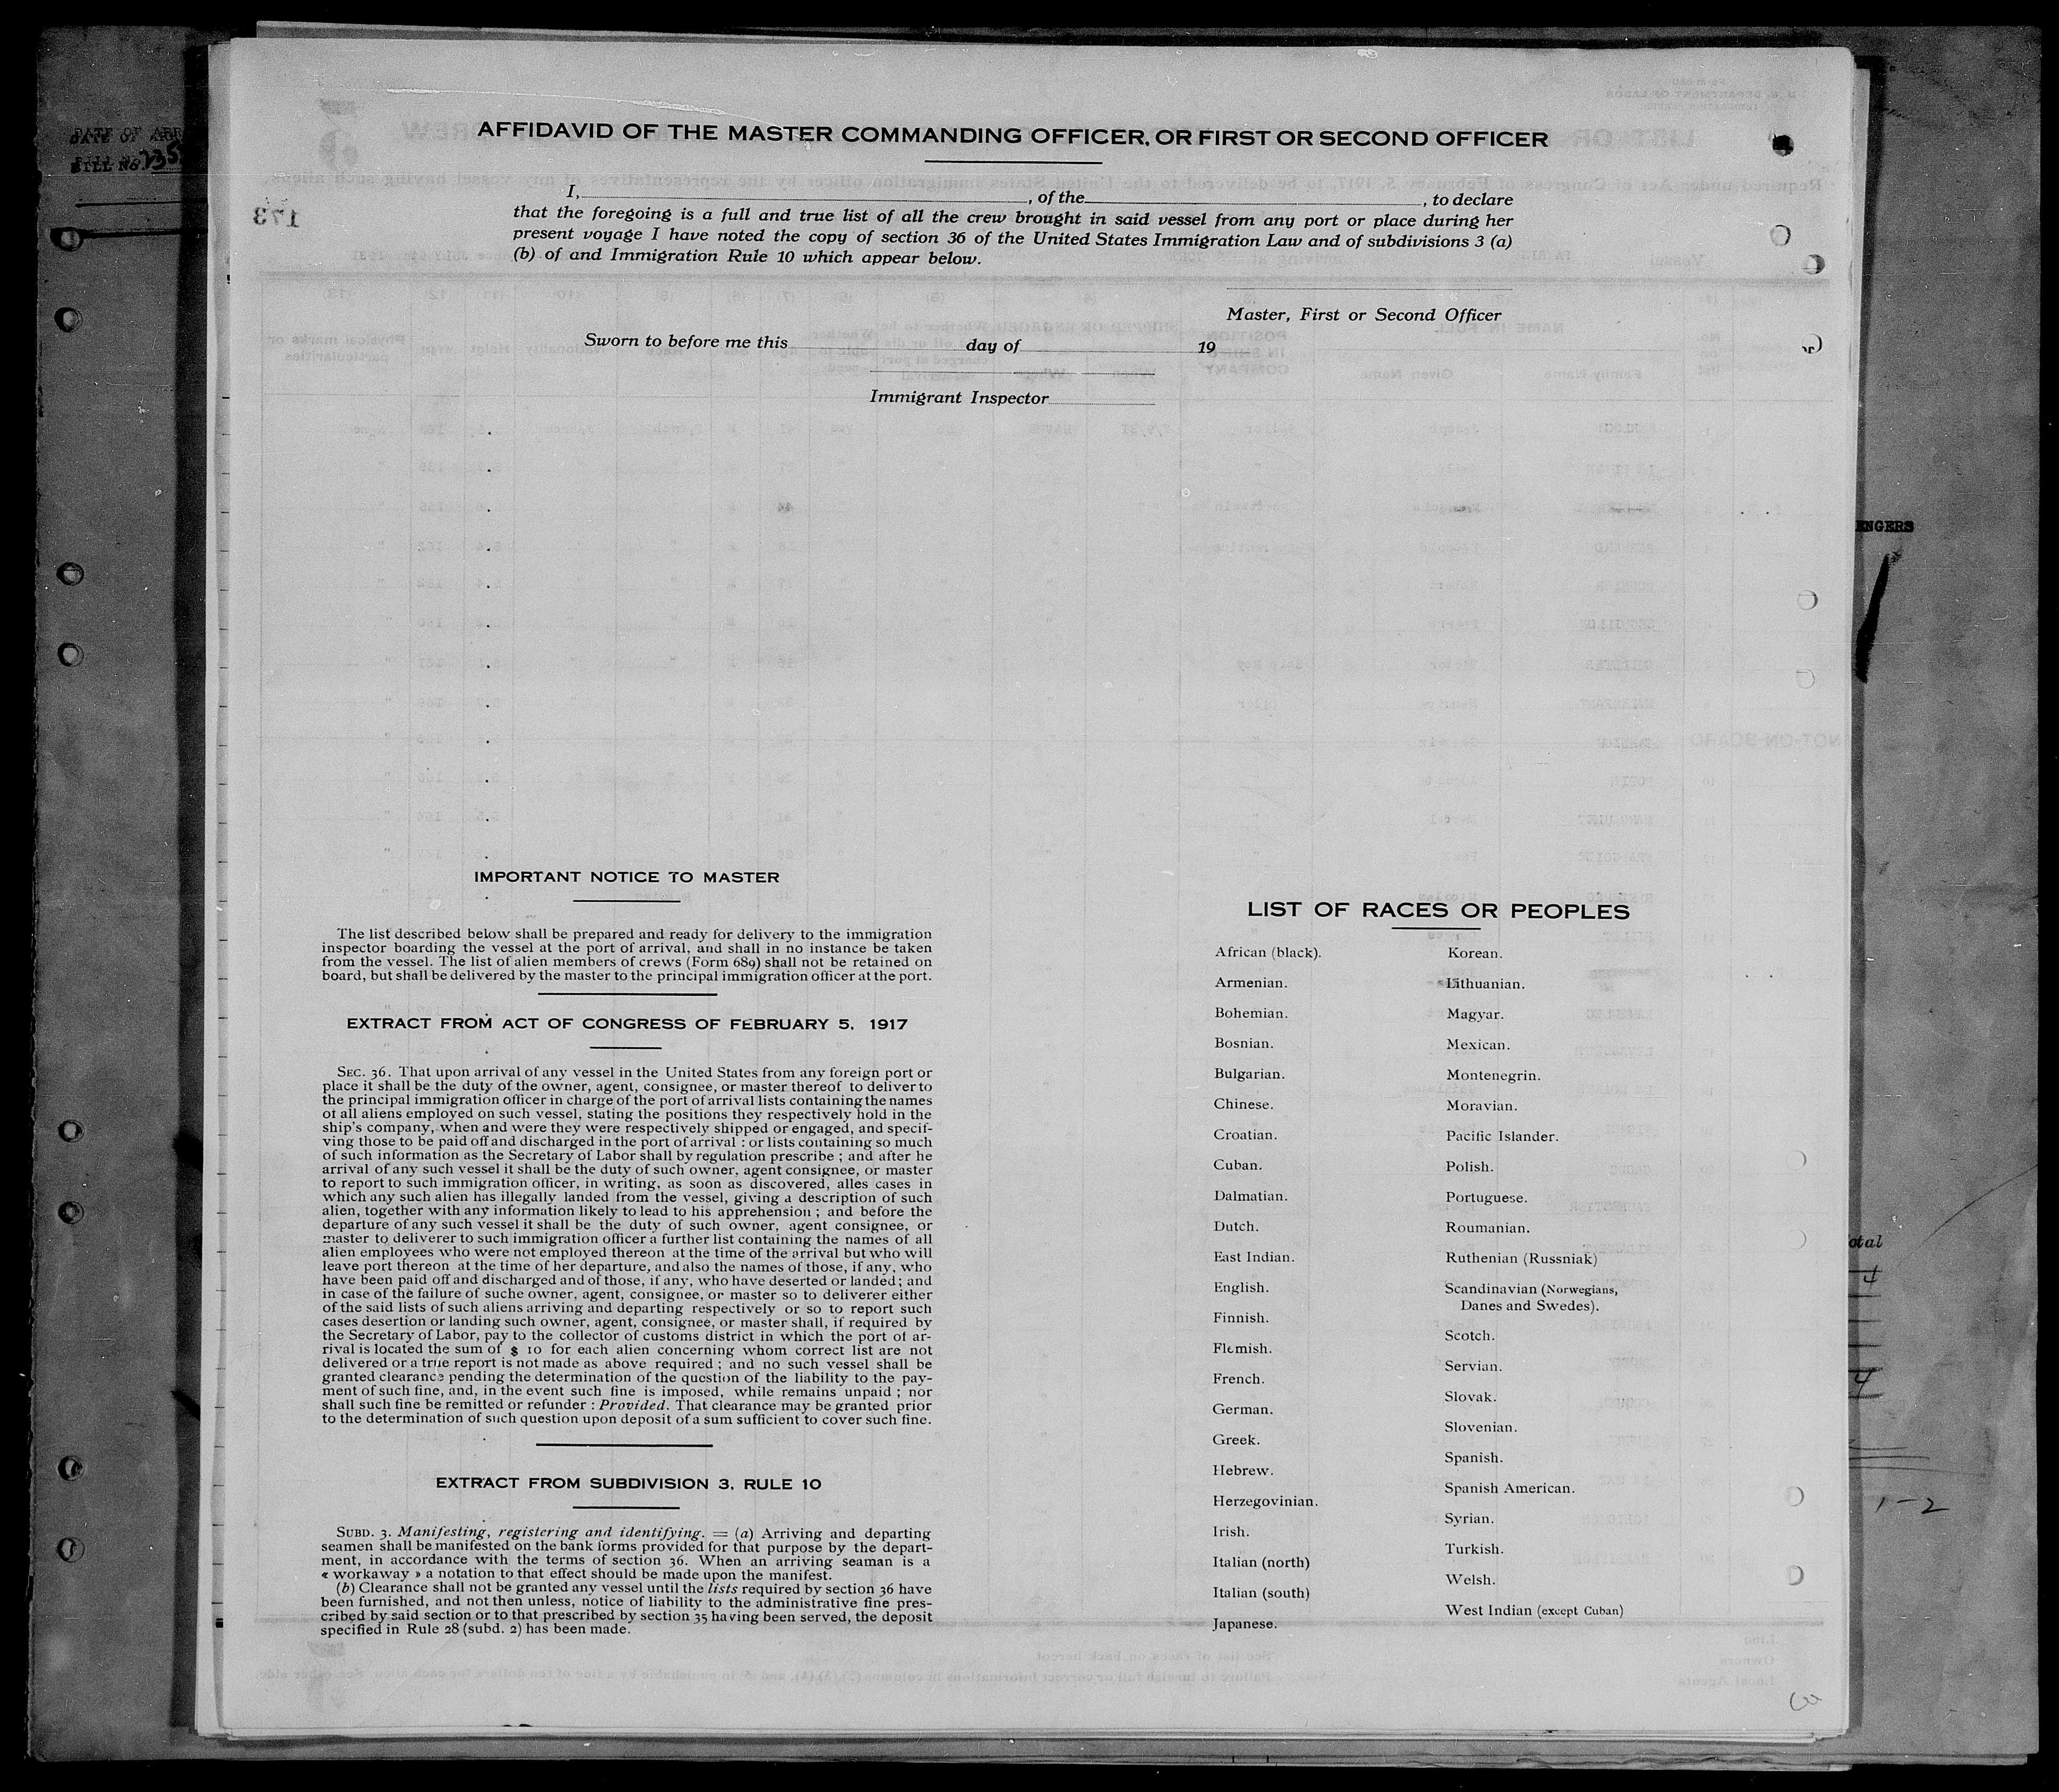 DATE OF ARR
BILL No.
AFFIDAVID OF THE MASTER COMMANDING OFFICER, OR FIRST OR SECOND OFFICER
I, , of the , to declare
that the foregoing is a full and true list of all the crew brought in said vessel from any port or place during her
present voyage I have noted the copy of section 36 of the United States Immigration Law and of subdivisions 3 (a)
(b) of and Immigration Rule 10 which appear below.
Master, First or Second Officer
Sworn to before me this day of 19
Immigrant Inspector
173
ENGERS
IMPORTANT NOTICE TO MASTER
The list described below shall be prepared and ready for delivery to the immigration
inspector boarding the vessel at the port of arrival, and shall in no instance be taken
from the vessel. The list of alien members of crews (Form 689) shall not be retained on
board, but shall be delivered by the master to the principal immigration officer at the port.
EXTRACT FROM ACT OF CONGRESS OF FEBRUARY 5, 1917
SEC. 36. That upon arrival of any vessel in the United States from any foreign port or
place it shall be the duty of the owner, agent, consignee, or master thereof to deliver to
the principal immigration officer in charge of the port of arrival lists containing the names
ot all aliens employed on such vessel, stating the positions they respectively hold in the
ship's company, when and were they were respectively shipped or engaged, and specif-
ving those to be paid off and discharged in the port of arrival : or lists containing so much
of such information as the Secretary of Labor shall by regulation prescribe ; and after he
arrival of any such vessel it shall be the duty of such owner, agent consignee, or master
to report to such immigration officer, in writing, as soon as discovered, alles cases in
which any such alien has illegally landed from the vessel, giving a description of such
alien, together with any information likely to lead to his apprehension ; and before the
departure of any such vessel it shall be the duty of such owner, agent consignee, or
master to deliverer to such immigration officer a further list containing the names of all
alien employees who were not employed thereon at the time of the arrival but who will
leave port thereon at the time of her departure, and also the names of those, if any, who
have been paid off and discharged and of those, if any, who have deserted or landed ; and
in case of the failure of suche owner, agent, consignee, or master so to deliverer either
of the said lists of such aliens arriving and departing respectively or so to report such
cases desertion or landing such owner, agent, consignee, or master shall, if required by
the Secretary of Labor, pay to the collector of customs district in which the port of ar-
rival is located the sum of $ 10 for each alien concerning whom correct list are not
delivered or a true report is not made as above required ; and no such vessel shall be
granted clearance pending the determination of the question of the liability to the pay-
ment of such fine, and, in the event such fine is imposed, while remains unpaid ; nor
shall such fine be remitted or refunder : Provided. That clearance may be granted prior
to the determination of such question upon deposit of a sum sufficient to cover such fine.
EXTRACT FROM SUBDIVISION 3, RULE 10
SUBD. 3. Manifesting, registering and identifying. = (a) Arriving and departing
seamen shall be manifested on the bank forms provided for that purpose by the depart-
ment, in accordance with the terms of section 36. When an arriving seaman is a
« workaway » a notation to that effect should be made upon the manifest.
(b) Clearance shall not be granted any vessel until the lists required by section 36 have
been furnished, and not then unless, notice of liability to the administrative fine pres-
cribed by said section or to that prescribed by section 35 having been served, the deposit
specified in Rule 28 (subd. 2) has been made.
LIST OF RACES OR PEOPLES
African (black).
Armenian.
Bohemian.
Bosnian.
Bulgarian.
Chinese.
Croatian.
Cuban.
Dalmatian.
Dutch.
East Indian.
English.
Finnish.
Flemish.
French.
German.
Greek.
Hebrew.
Herzegovinian.
Irish.
Italian (north)
Italian (south)
Japanese.
Korean.
Lithuanian.
Magyar.
Mexican.
Montenegrin.
Moravian.
Pacific Islander.
Polish.
Portuguese.
Roumanian.
Ruthenian (Russniak)
Scandinavian (Norwegians,
Danes and Swedes).
Scotch.
Servian.
Slovak.
Slovenian.
Spanish.
Spanish American.
Syrian.
Turkish.
Welsh.
West Indian (except Cuban)
otal
4
4
1-2